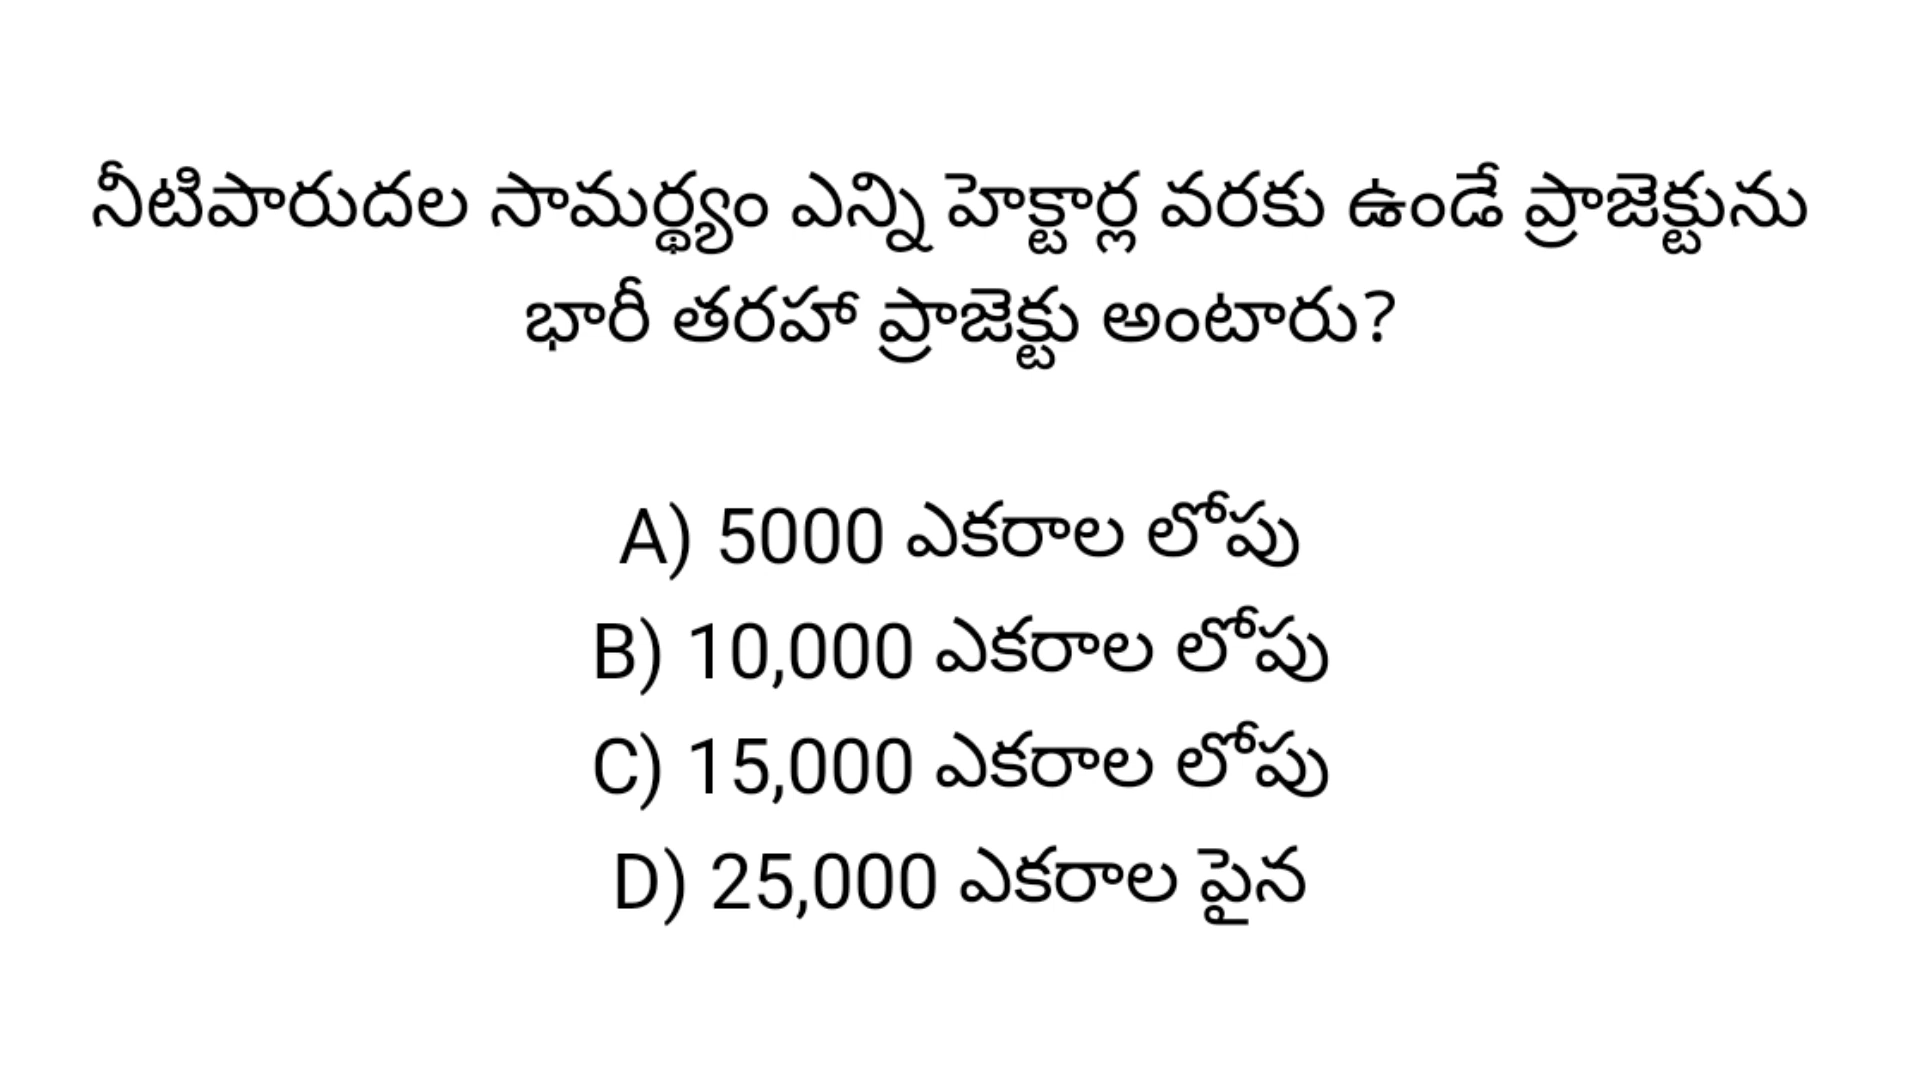 నీటిపారుదల సామర్థ్యం ఎన్ని హెక్టార్ల వరకు ఉండే ప్రాజెక్టును
భారీ తరహా ప్రాజెక్టు అంటారు?
A) 5000 ఎకరాల లోపు
B) 10,000 ఎకరాల లోపు
C) 15,000 ఎకరాల లోపు
D) 25,000 ఎకరాల పైన